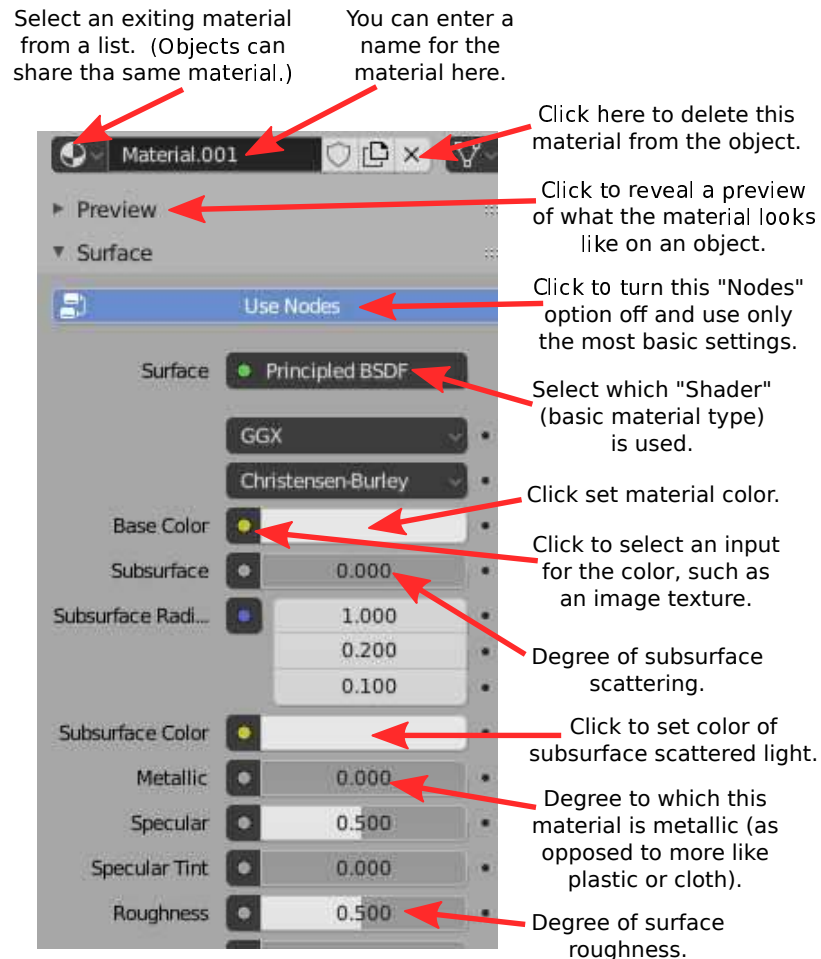 Select an exiting material
from a list.  (Objects can
share tha same material.)
You can enter a
name for the
material here.
Click here to delete this
material from the object.
Material.001
Click to reveal a preview
of what the material looks
like on an object.
Preview
Surface
Click to turn this "Nodes"
option off and use only
the most basic settings.
Use Nodes
Surface
Principled BSDF
Select which "Shader"
(basic material type)
is used.
GGX
Christensen-Burley
Click set material color.
Base Color
Click to select an input
for the color, such as
an image texture.
Subsurface
0.000
Subsurface Radi...
1.000
0.200
0.100
Degree of subsurface
scattering.
Subsurface Color
Click to set color of
subsurface scattered light.
Metallic
0.000
Degree to which this
material is metallic (as
opposed to more like
plastic or cloth).
Specular
0.500
Specular Tint
0.000
Roughness
0.500
Degree of surface
roughness.